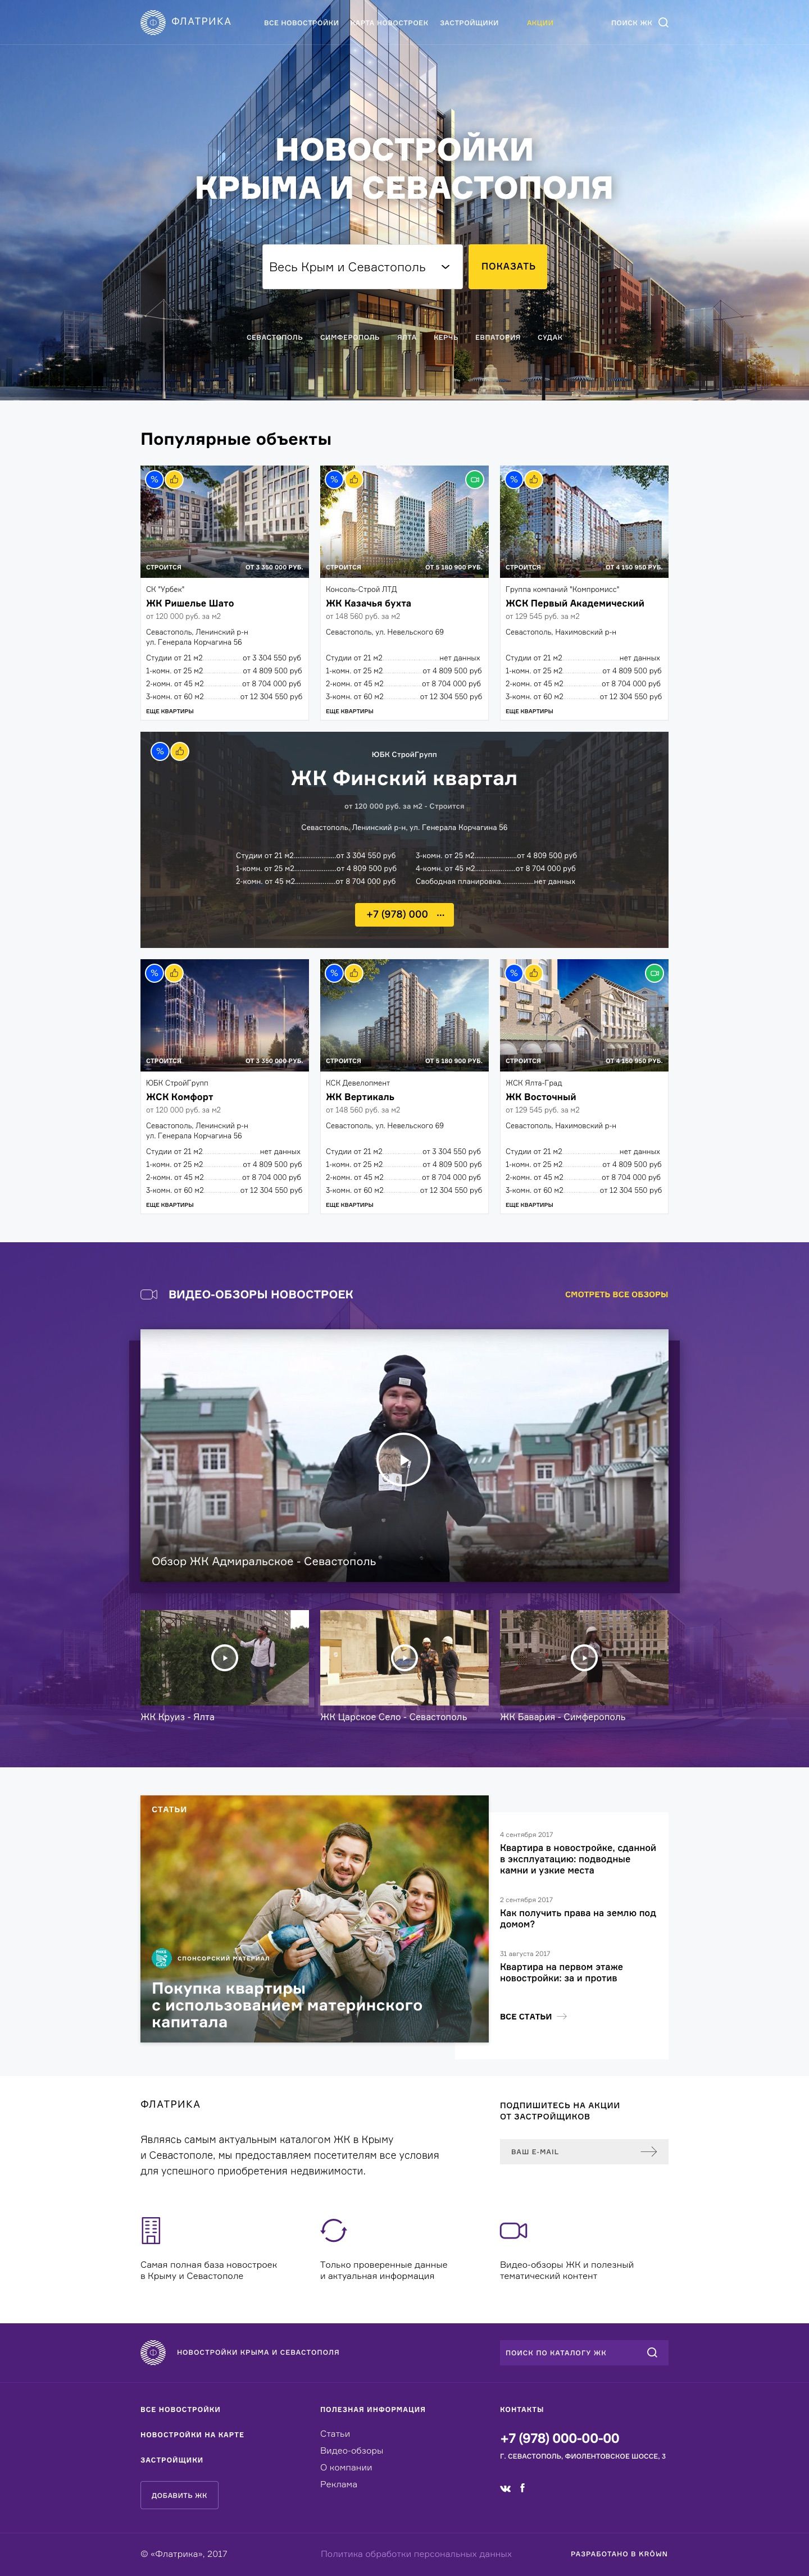 ФЛАТРИКА
ВСЕ НОВОСТРОЙКИ
КАРТА НОВОСТРОЕК
ЗАСТРОЙЩИКИ
АКЦИИ
ПОИСК ЖК
НОВОСТРОЙКИ
КРЫМА И СЕВАСТОПОЛЯ
Весь Крым и Севастополь
ПОКАЗАТЬ
СЕВАСТОПОЛЬ
СИМФЕРОПОЛЬ
ЯЛТА
КЕРЧЬ
ЕВПАТОРИЯ
СУДАК
Популярные объекты
%
СТРОИТСЯ
ОТ 3 350 000 РУБ.
СК "Урбек"
ЖК Ришелье Шато
от 120 000 руб. за м2
Севастополь, Ленинский р-н
ул. Генерала Корчагина 56
Студии от 21 м2 от 3 304 550 руб
1-комн. от 25 м2 от 4 809 500 руб
2-комн. от 45 м2 от 8 704 000 руб
3-комн. от 60 м2 от 12 304 550 руб
ЕЩЕ КВАРТИРЫ
%
СТРОИТСЯ
ОТ 5 180 900 РУБ.
Консоль-Строй ЛТД
ЖК Казачья бухта
от 148 560 руб. за м2
Севастополь, ул. Невельского 69
Студии от 21 м2 нет данных
1-комн. от 25 м2 от 4 809 500 руб
2-комн. от 45 м2 от 8 704 000 руб
3-комн. от 60 м2 от 12 304 550 руб
ЕЩЕ КВАРТИРЫ
%
СТРОИТСЯ
ОТ 4 150 950 РУБ.
Группа компаний "Компромисс"
ЖСК Первый Академический
от 129 545 руб. за м2
Севастополь, Нахимовский р-н
Студии от 21 м2 нет данных
1-комн. от 25 м2 от 4 809 500 руб
2-комн. от 45 м2 от 8 704 000 руб
3-комн. от 60 м2 от 12 304 550 руб
ЕЩЕ КВАРТИРЫ
%
ЮБК СтройГрупп
ЖК Финский квартал
от 120 000 руб. за м2 - Строится
Севастополь, Ленинский р-н, ул. Генерала Корчагина 56
Студии от 21 м2....................от 3 304 550 руб
1-комн. от 25 м2....................от 4 809 500 руб
2-комн. от 45 м2...................от 8 704 000 руб
3-комн. от 25 м2....................от 4 809 500 руб
4-комн. от 45 м2...................от 8 704 000 руб
Свободная планировка...............нет данных
+7 (978) 000 ...
%
СТРОИТСЯ
ОТ 3 350 000 РУБ.
ЮБК СтройГрупп
ЖСК Комфорт
от 120 000 руб. за м2
Севастополь, Ленинский р-н
ул. Генерала Корчагина 56
Студии от 21 м2 нет данных
1-комн. от 25 м2 от 4 809 500 руб
2-комн. от 45 м2 от 8 704 000 руб
3-комн. от 60 м2 от 12 304 550 руб
ЕЩЕ КВАРТИРЫ
%
СТРОИТСЯ
ОТ 5 180 900 РУБ.
КСК Девелопмент
ЖК Вертикаль
от 148 560 руб. за м2
Севастополь, ул. Невельского 69
Студии от 21 м2 от 3 304 550 руб
1-комн. от 25 м2 от 4 809 500 руб
2-комн. от 45 м2 от 8 704 000 руб
3-комн. от 60 м2 от 12 304 550 руб
ЕЩЕ КВАРТИРЫ
%
СТРОИТСЯ
ОТ 4 150 950 РУБ.
ЖСК Ялта-Град
ЖК Восточный
от 129 545 руб. за м2
Севастополь, Нахимовский р-н
Студии от 21 м2 нет данных
1-комн. от 25 м2 от 4 809 500 руб
2-комн. от 45 м2 от 8 704 000 руб
3-комн. от 60 м2 от 12 304 550 руб
ЕЩЕ КВАРТИРЫ
ВИДЕО-ОБЗОРЫ НОВОСТРОЕК
СМОТРЕТЬ ВСЕ ОБЗОРЫ
Обзор ЖК Адмиральское - Севастополь
ЖК Круиз - Ялта
ЖК Царское Село - Севастополь
ЖК Бавария - Симферополь
СТАТЬИ
СПОНСОРСКИЙ МАТЕРИАЛ
Покупка квартиры
с использованием материнского
капитала
4 сентября 2017
Квартира в новостройке, сданной
в эксплуатацию: подводные
камни и узкие места
2 сентября 2017
Как получить права на землю под
домом?
31 августа 2017
Квартира на первом этаже
новостройки: за и против
ВСЕ СТАТЬИ
ФЛАТРИКА
Являясь самым актуальным каталогом ЖК в Крыму
и Севастополе, мы предоставляем посетителям все условия
для успешного приобретения недвижимости.
ПОДПИШИТЕСЬ НА АКЦИИ
ОТ ЗАСТРОЙЩИКОВ
ВАШ E-MAIL
Самая полная база новостроек
в Крыму и Севастополе
Только проверенные данные
и актуальная информация
Видео-обзоры ЖК и полезный
тематический контент
НОВОСТРОЙКИ КРЫМА И СЕВАСТОПОЛЯ
ПОИСК ПО КАТАЛОГУ ЖК
ВСЕ НОВОСТРОЙКИ
НОВОСТРОЙКИ НА КАРТЕ
ЗАСТРОЙЩИКИ
ДОБАВИТЬ ЖК
ПОЛЕЗНАЯ ИНФОРМАЦИЯ
Статьи
Видео-обзоры
О компании
Реклама
КОНТАКТЫ
+7 (978) 000-00-00
Г. СЕВАСТОПОЛЬ, ФИОЛЕНТОВСКОЕ ШОССЕ, 3
© «Флатрика», 2017
Политика обработки персональных данных
РАЗРАБОТАНО В KRÓWN